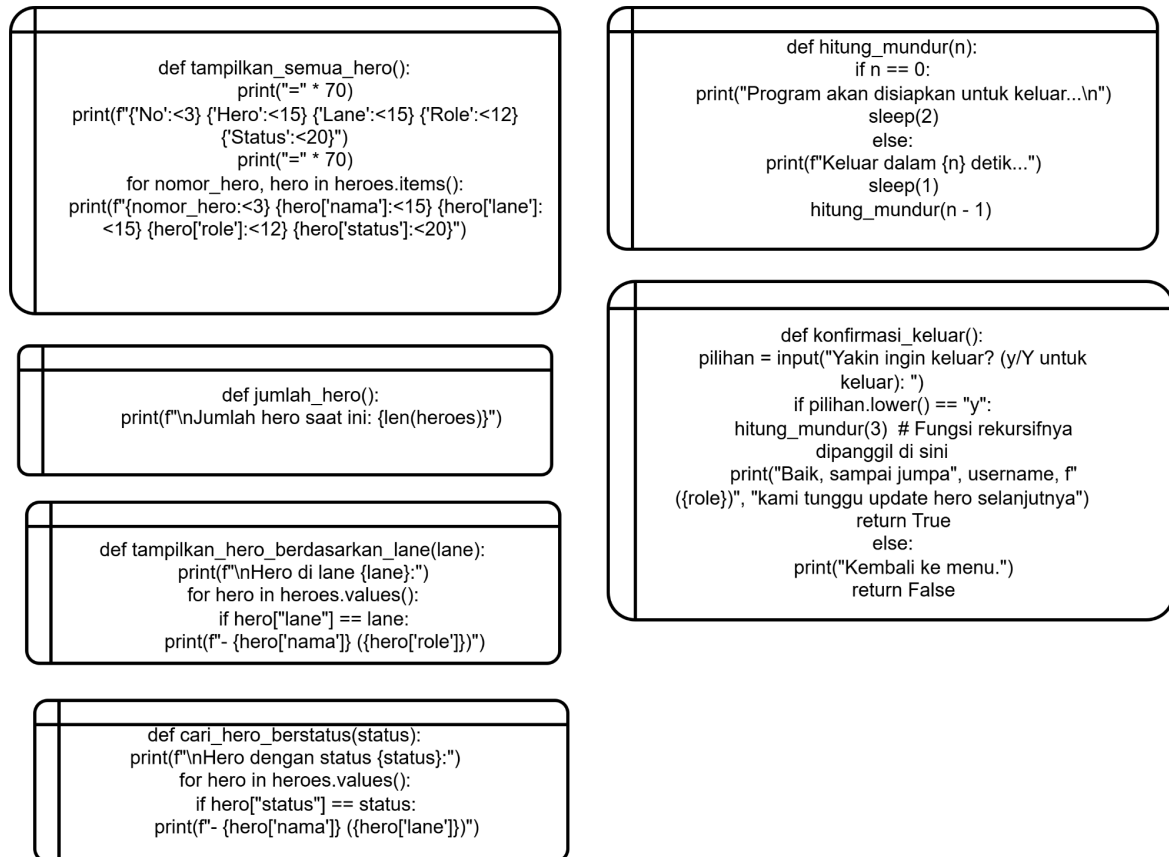 def tampilkan_semua_hero():
print("=" * 70)
print(f"{'No':<3} {'Hero':<15} {'Lane':<15} {'Role':<12}
{'Status':<20}")
print("=" * 70)
for nomor_hero, hero in heroes.items():
print(f"{nomor_hero:<3} {hero['nama']:<15} {hero['lane']:
<15} {hero['role']:<12} {hero['status']:<20}")
def jumlah_hero():
print(f"\nJumlah hero saat ini: {len(heroes)}")
def tampilkan_hero_berdasarkan_lane(lane):
print(f"\nHero di lane {lane}:")
for hero in heroes.values():
if hero["lane"] == lane:
print(f"- {hero['nama']} ({hero['role']})")
def cari_hero_berstatus(status):
print(f"\nHero dengan status {status}:")
for hero in heroes.values():
if hero["status"] == status:
print(f"- {hero['nama']} ({hero['lane']})")
def hitung_mundur(n):
if n == 0:
print("Program akan disiapkan untuk keluar...\n")
sleep(2)
else:
print(f"Keluar dalam {n} detik...")
sleep(1)
hitung_mundur(n - 1)
def konfirmasi_keluar():
pilihan = input("Yakin ingin keluar? (y/Y untuk
keluar): ")
if pilihan.lower() == "y":
hitung_mundur(3)  # Fungsi rekursifnya
dipanggil di sini
print("Baik, sampai jumpa", username, f"
({role})", "kami tunggu update hero selanjutnya")
return True
else:
print("Kembali ke menu.")
return False